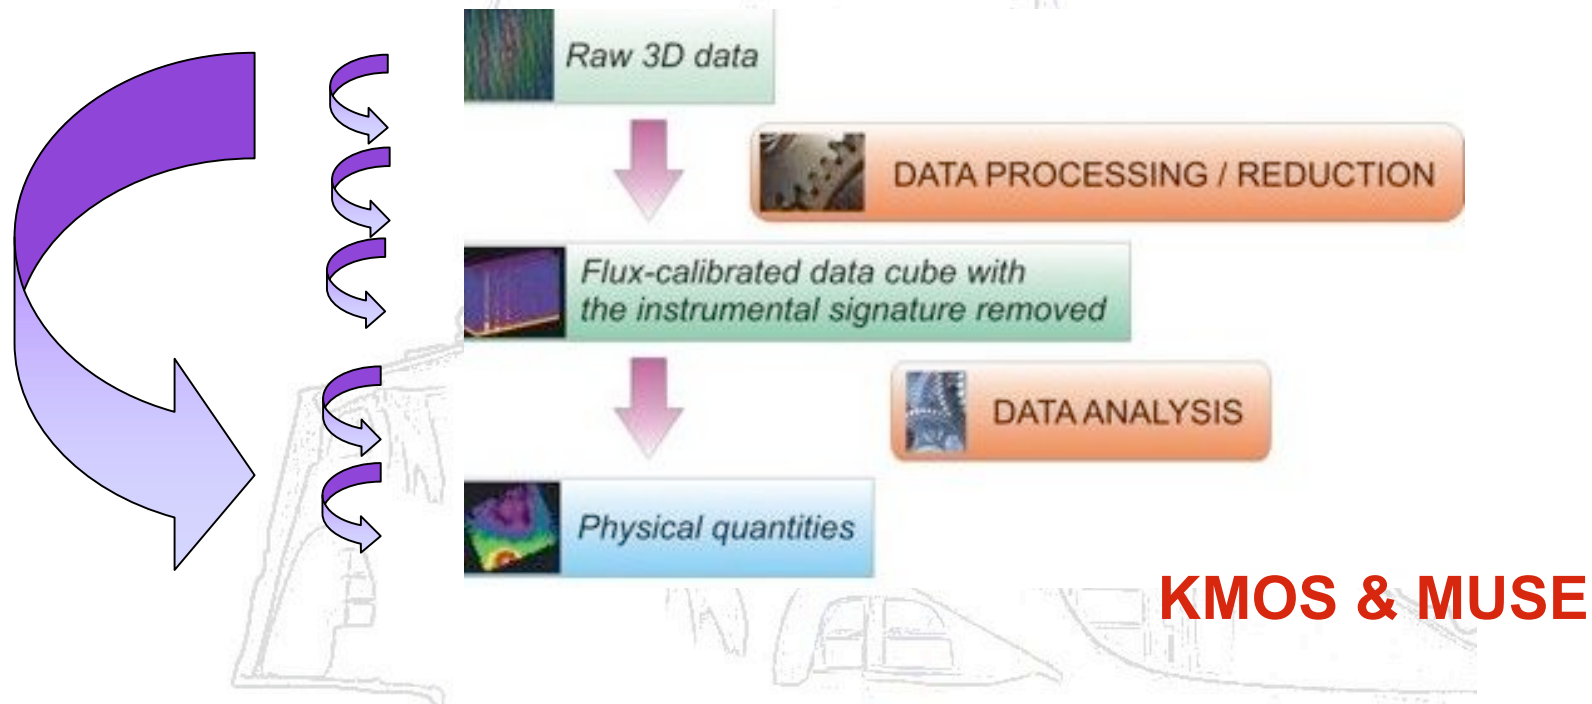 Raw 3D data
DATA PROCESSING / REDUCTION
Flux-calibrated data cube with
the instrumental signature removed
DATA ANALYSIS
Physical quantities
KMOS & MUSE